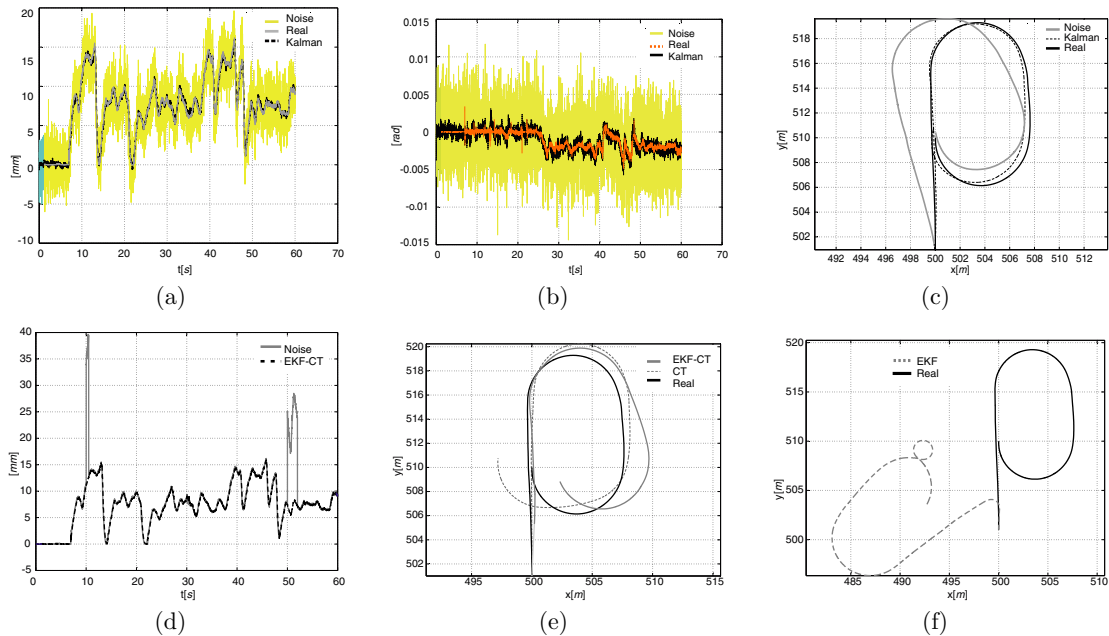 20
15
10
5
0
-5
-10
[mm]
0 10 20 30 40 50 60 70
t[s]
Noise
Real
Kalman
(a)
0.015
0.01
0.005
0
-0.005
-0.01
-0.015
[rad]
0 10 20 30 40 50 60 70
t[s]
Noise
Real
Kalman
(b)
518
516
514
512
510
508
506
504
502
y[m]
492 494 496 498 500 502 504 506 508 510 512
x[m]
Noise
Kalman
Real
(c)
40
35
30
25
20
15
10
5
0
-5
[mm]
0 10 20 30 40 50 60
t[s]
Noise
EKF-CT
(d)
520
518
516
514
512
510
508
506
504
502
y[m]
495 500 505 510 515
x[m]
EKF-CT
CT
Real
(e)
520
515
510
505
500
y[m]
485 490 495 500 505 510
x[m]
EKF
Real
(f)